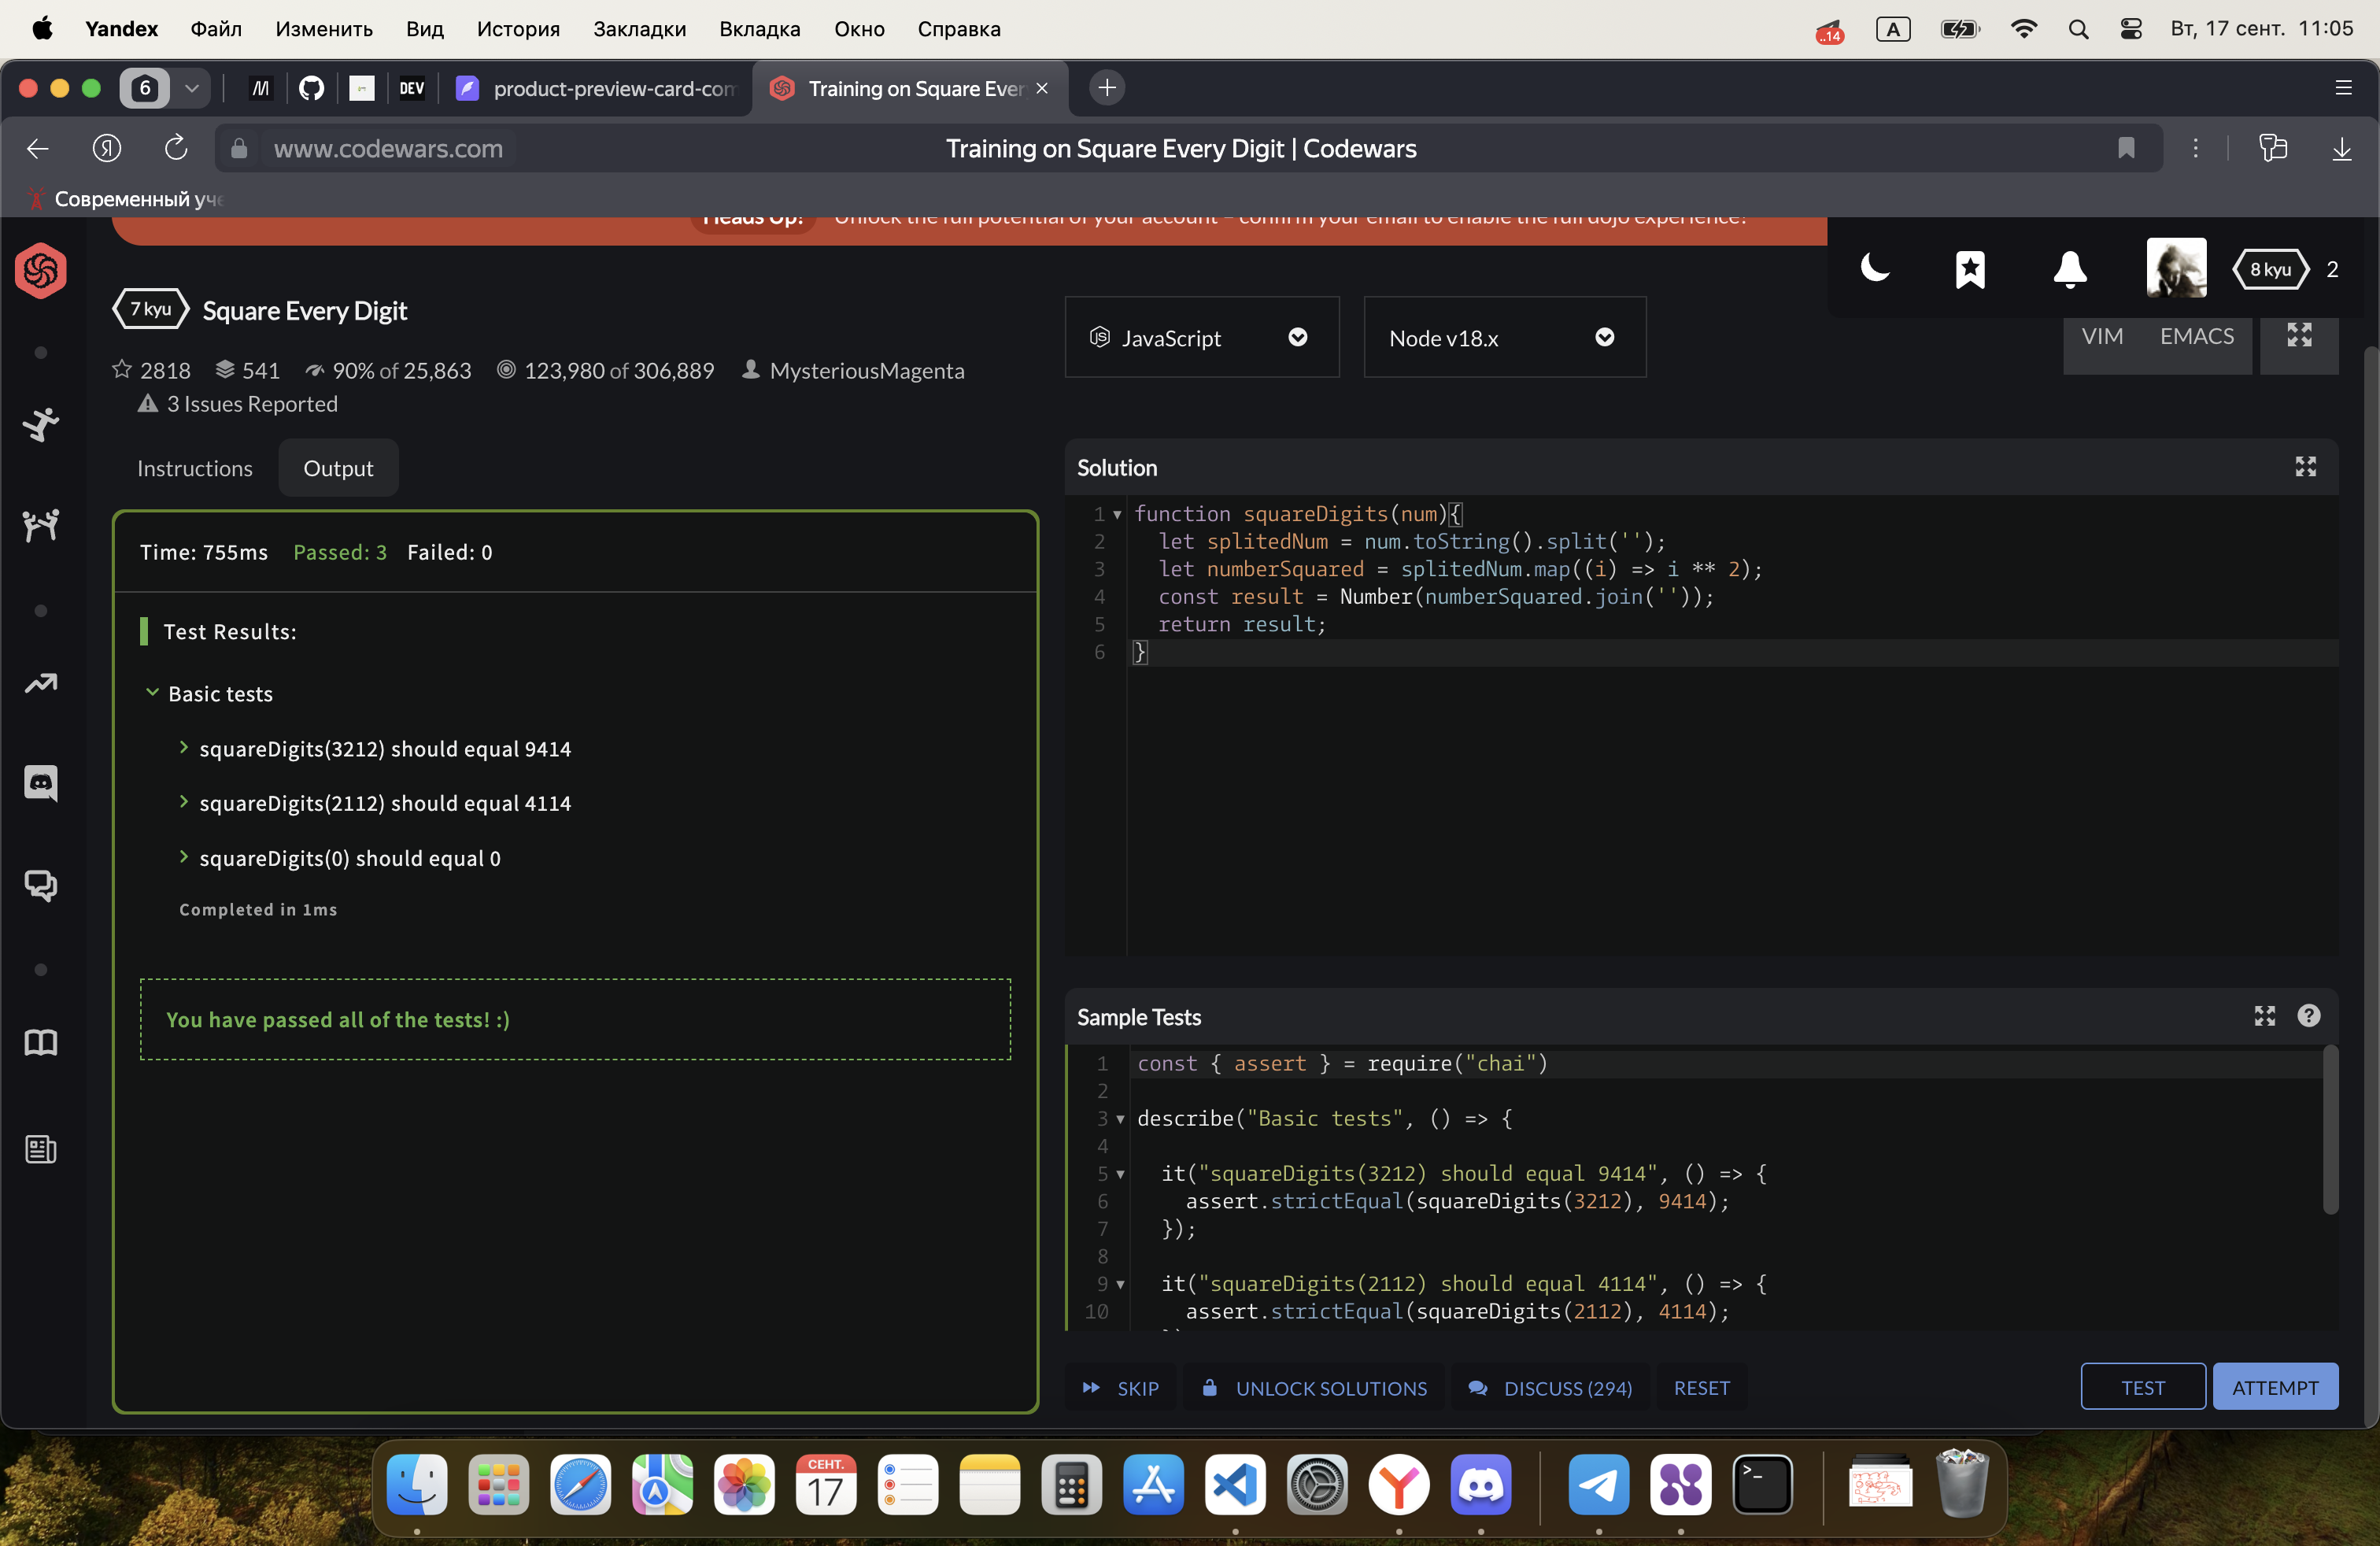 Yandex Файл Изменить Вид История Закладки Вкладка Окно Справка ..14 A Вт, 17 сент. 11:05
6 M DEV product-preview-card-com Training on Square Ever
Я www.codewars.com Training on Square Every Digit | Codewars
Современный уче
Heads Up! Unlock the full potential of your account – confirm your email to enable the full dojo experience!
8 kyu 2
7 kyu Square Every Digit
JavaScript Node v18.x VIM EMACS
2818 541 90% of 25,863 123,980 of 306,889 MysteriousMagenta
3 Issues Reported
Instructions Output
Time: 755ms Passed: 3 Failed: 0
Test Results:
Basic tests
squareDigits(3212) should equal 9414
squareDigits(2112) should equal 4114
squareDigits(0) should equal 0
Completed in 1ms
You have passed all of the tests! :)
Solution
1 function squareDigits(num){
2 let splitedNum = num.toString().split('');
3 let numberSquared = splitedNum.map((i) => i ** 2);
4 const result = Number(numberSquared.join(''));
5 return result;
6 }
Sample Tests
1 const { assert } = require("chai")
2
3 describe("Basic tests", () => {
4
5 it("squareDigits(3212) should equal 9414", () => {
6 assert.strictEqual(squareDigits(3212), 9414);
7 });
8
9 it("squareDigits(2112) should equal 4114", () => {
10 assert.strictEqual(squareDigits(2112), 4114);
SKIP UNLOCK SOLUTIONS DISCUSS (294) RESET TEST ATTEMPT
СЕНТ.
17